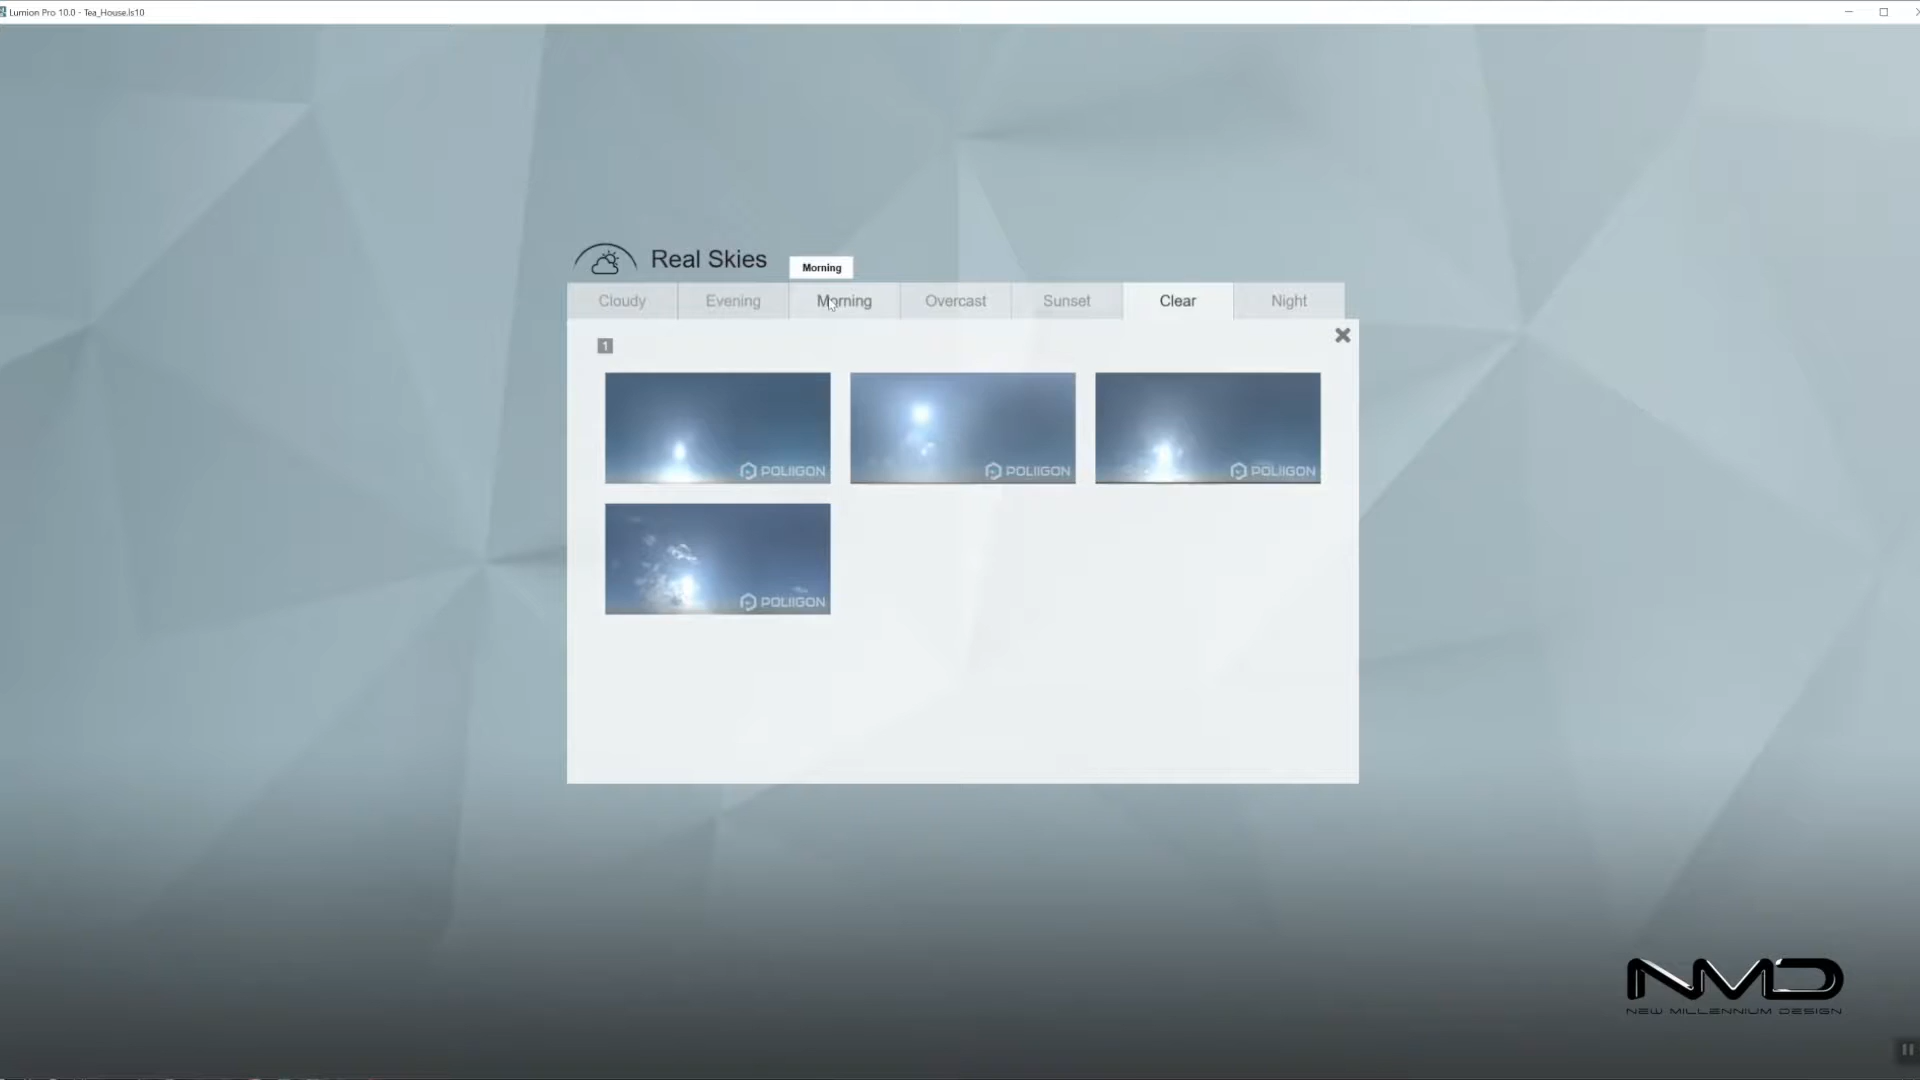 Lumion Pro 10.0 - Tea_House.ls10
Real Skies
Morning
Cloudy
Evening
Morning
Overcast
Sunset
Clear
Night
1
POLIIGON
POLIIGON
POLIIGON
POLIIGON
NMD
NEW MILLENNIUM DESIGN